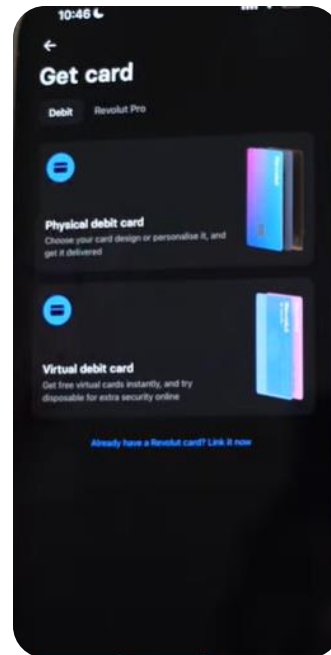 10:46
Get card
Debit
Revolut Pro
Physical debit card
Choose your card design or personalise it, and
get it delivered
Revolut
Virtual debit card
Get free virtual cards instantly, and try
disposable for extra security online
Revolut
Already have a Revolut card? Link it now